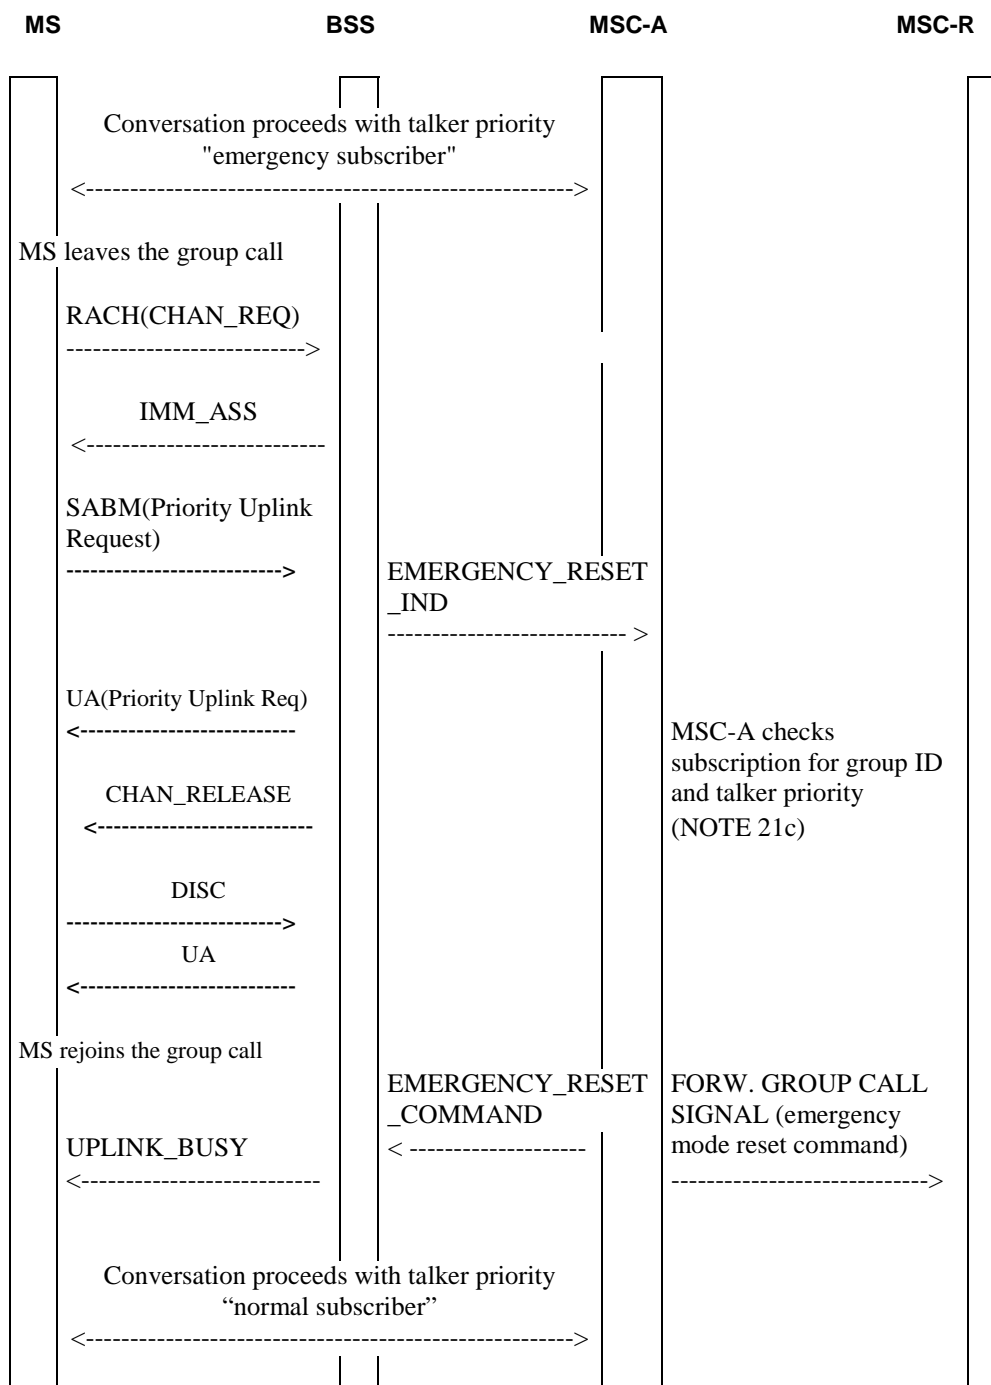 MS BSS MSC-A MSC-R
Conversation proceeds with talker priority
"emergency subscriber"
<------------------------------------------------------->
MS leaves the group call
RACH(CHAN_REQ)
--------------------------->
IMM_ASS
<---------------------------
SABM(Priority Uplink
Request)
--------------------------->
EMERGENCY_RESET
_IND
--------------------------- >
UA(Priority Uplink Req)
<---------------------------
MSC-A checks
subscription for group ID
and talker priority
(NOTE 21c)
CHAN_RELEASE
<---------------------------
DISC
--------------------------->
UA
<---------------------------
MS rejoins the group call
EMERGENCY_RESET
_COMMAND
< --------------------
FORW. GROUP CALL
SIGNAL (emergency
mode reset command)
----------------------------->
UPLINK_BUSY
<---------------------------
Conversation proceeds with talker priority
“normal subscriber”
<------------------------------------------------------->